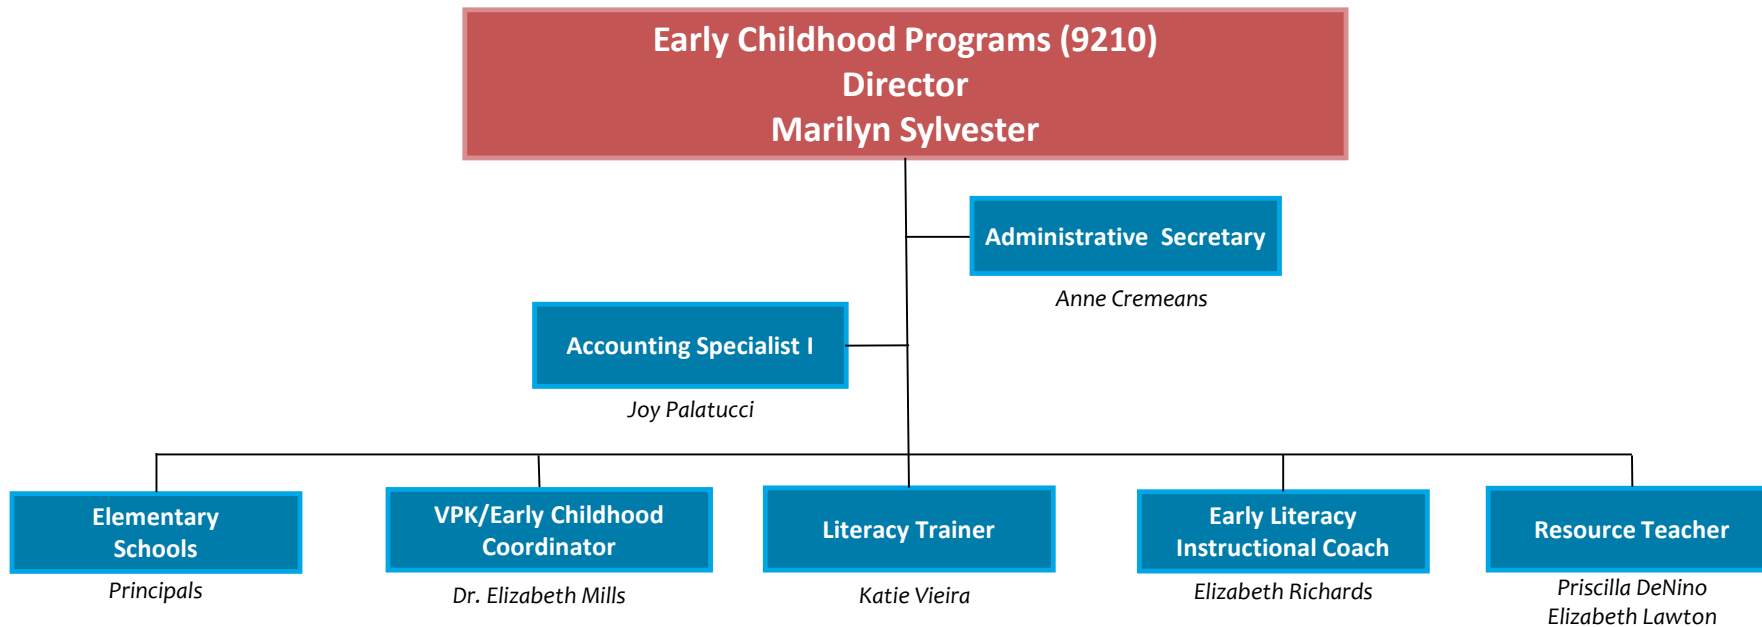 Early Childhood Programs (9210)
Director
Marilyn Sylvester
Administrative Secretary
Anne Cremeans
Accounting Specialist I
Joy Palatucci
Elementary
Schools
Principals
VPK/Early Childhood
Coordinator
Dr. Elizabeth Mills
Literacy Trainer
Katie Vieira
Early Literacy
Instructional Coach
Elizabeth Richards
Resource Teacher
Priscilla DeNino
Elizabeth Lawton